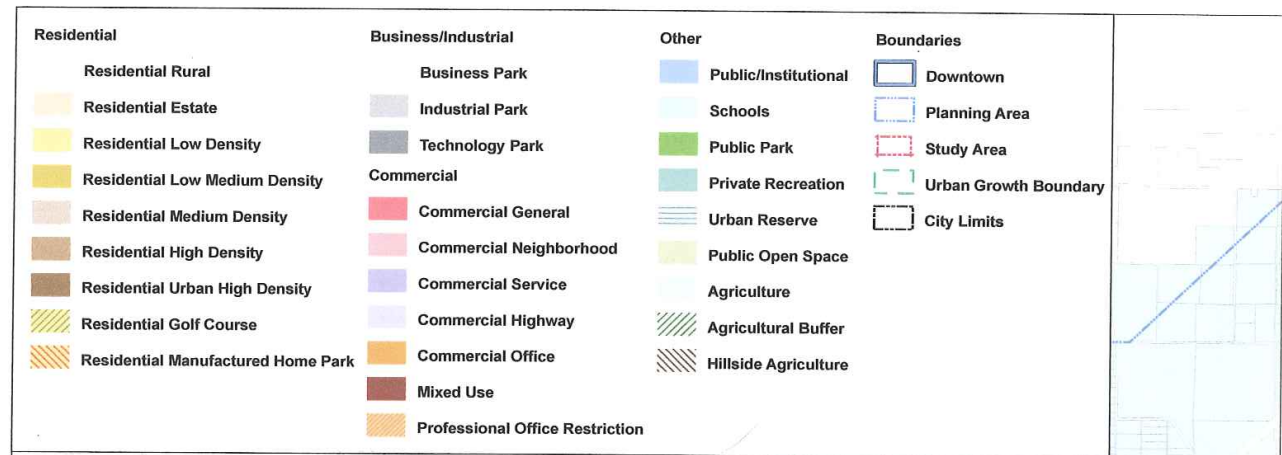 Residential
Residential Rural
Residential Estate
Residential Low Density
Residential Low Medium Density
Residential Medium Density
Residential High Density
Residential Urban High Density
Residential Golf Course
Residential Manufactured Home Park
Business/Industrial
Business Park
Industrial Park
Technology Park
Commercial
Commercial General
Commercial Neighborhood
Commercial Service
Commercial Highway
Commercial Office
Mixed Use
Professional Office Restriction
Other
Public/Institutional
Schools
Public Park
Private Recreation
Urban Reserve
Public Open Space
Agriculture
Agricultural Buffer
Hillside Agriculture
Boundaries
Downtown
Planning Area
Study Area
Urban Growth Boundary
City Limits